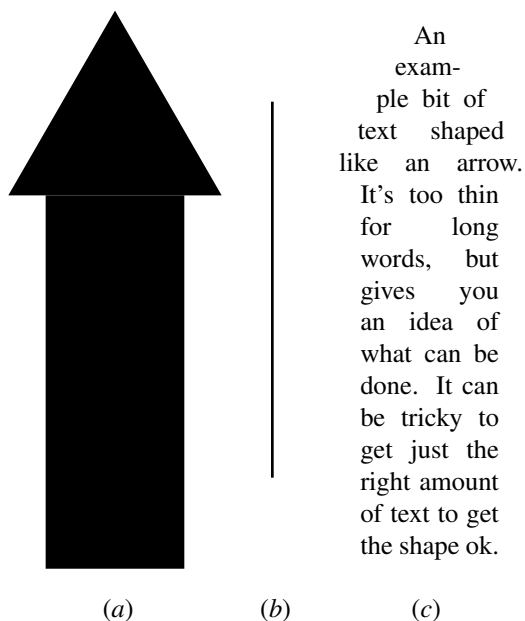 An
exam-
ple bit of
text shaped
like an arrow.
It's too thin
for long
words, but
gives you
an idea of
what can be
done. It can
be tricky to
get just the
right amount
of text to get
the shape ok.
(a) (b) (c)